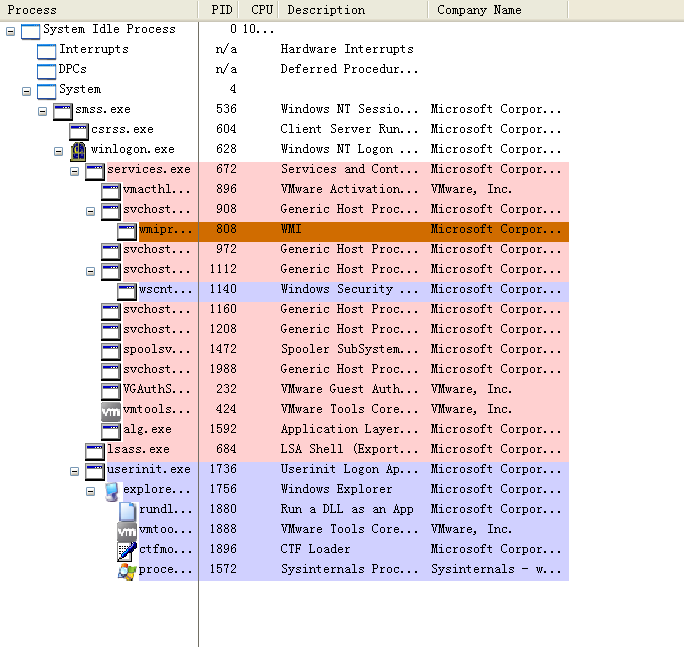 Process PID CPU Description Company Name
System Idle Process 0 10...
Interrupts n/a Hardware Interrupts
DPCs n/a Deferred Procedur...
System 4
smss.exe 536 Windows NT Sessio... Microsoft Corpor...
csrss.exe 604 Client Server Run... Microsoft Corpor...
winlogon.exe 628 Windows NT Logon ... Microsoft Corpor...
services.exe 672 Services and Cont... Microsoft Corpor...
vmacthl... 896 VMware Activation... VMware, Inc.
svchost... 908 Generic Host Proc... Microsoft Corpor...
wmipr... 808 WMI Microsoft Corpor...
svchost... 972 Generic Host Proc... Microsoft Corpor...
svchost... 1112 Generic Host Proc... Microsoft Corpor...
wscnt... 1140 Windows Security ... Microsoft Corpor...
svchost... 1160 Generic Host Proc... Microsoft Corpor...
svchost... 1208 Generic Host Proc... Microsoft Corpor...
spoolsv... 1472 Spooler SubSystem... Microsoft Corpor...
svchost... 1988 Generic Host Proc... Microsoft Corpor...
VGAuthS... 232 VMware Guest Auth... VMware, Inc.
vmtools... 424 VMware Tools Core... VMware, Inc.
alg.exe 1592 Application Layer... Microsoft Corpor...
lsass.exe 684 LSA Shell (Export... Microsoft Corpor...
userinit.exe 1736 Userinit Logon Ap... Microsoft Corpor...
explore... 1756 Windows Explorer Microsoft Corpor...
rundl... 1880 Run a DLL as an App Microsoft Corpor...
vmtoo... 1888 VMware Tools Core... VMware, Inc.
ctfmo... 1896 CTF Loader Microsoft Corpor...
proce... 1572 Sysinternals Proc... Sysinternals - w...